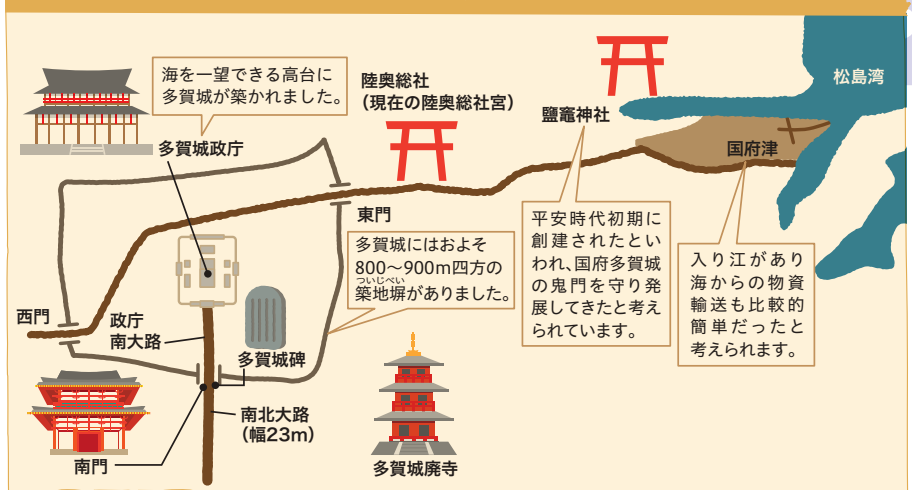 海を一望できる高台に
多賀城が築かれました。
多賀城政庁
陸奥総社
(現在の陸奥総社宮)
鹽竈神社
松島湾
国府津
東門
平安時代初期に
創建されたとい
われ、国府多賀城
の鬼門を守り発
展してきたと考え
られています。
入り江があり
海からの物資
輸送も比較的
簡単だったと
考えられます。
多賀城にはおよそ
800〜900m四方の
ついじべい
築地塀がありました。
西門
政庁
南大路
多賀城碑
南北大路
(幅23m)
南門
多賀城廃寺